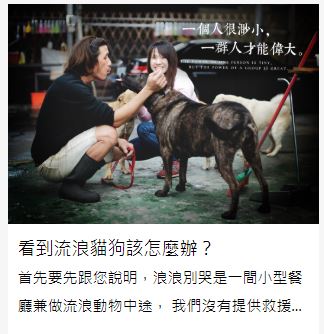 一個人很渺小，
一群人才能偉大。
THE POWER OF ONE PERSON IS TINY,
BUT THE POWER OF A GROUP IS GREAT.
看到流浪貓狗該怎麼辦？
首先要先跟您說明，浪浪別哭是一間小型餐
廳兼做流浪動物中途， 我們沒有提供救援...